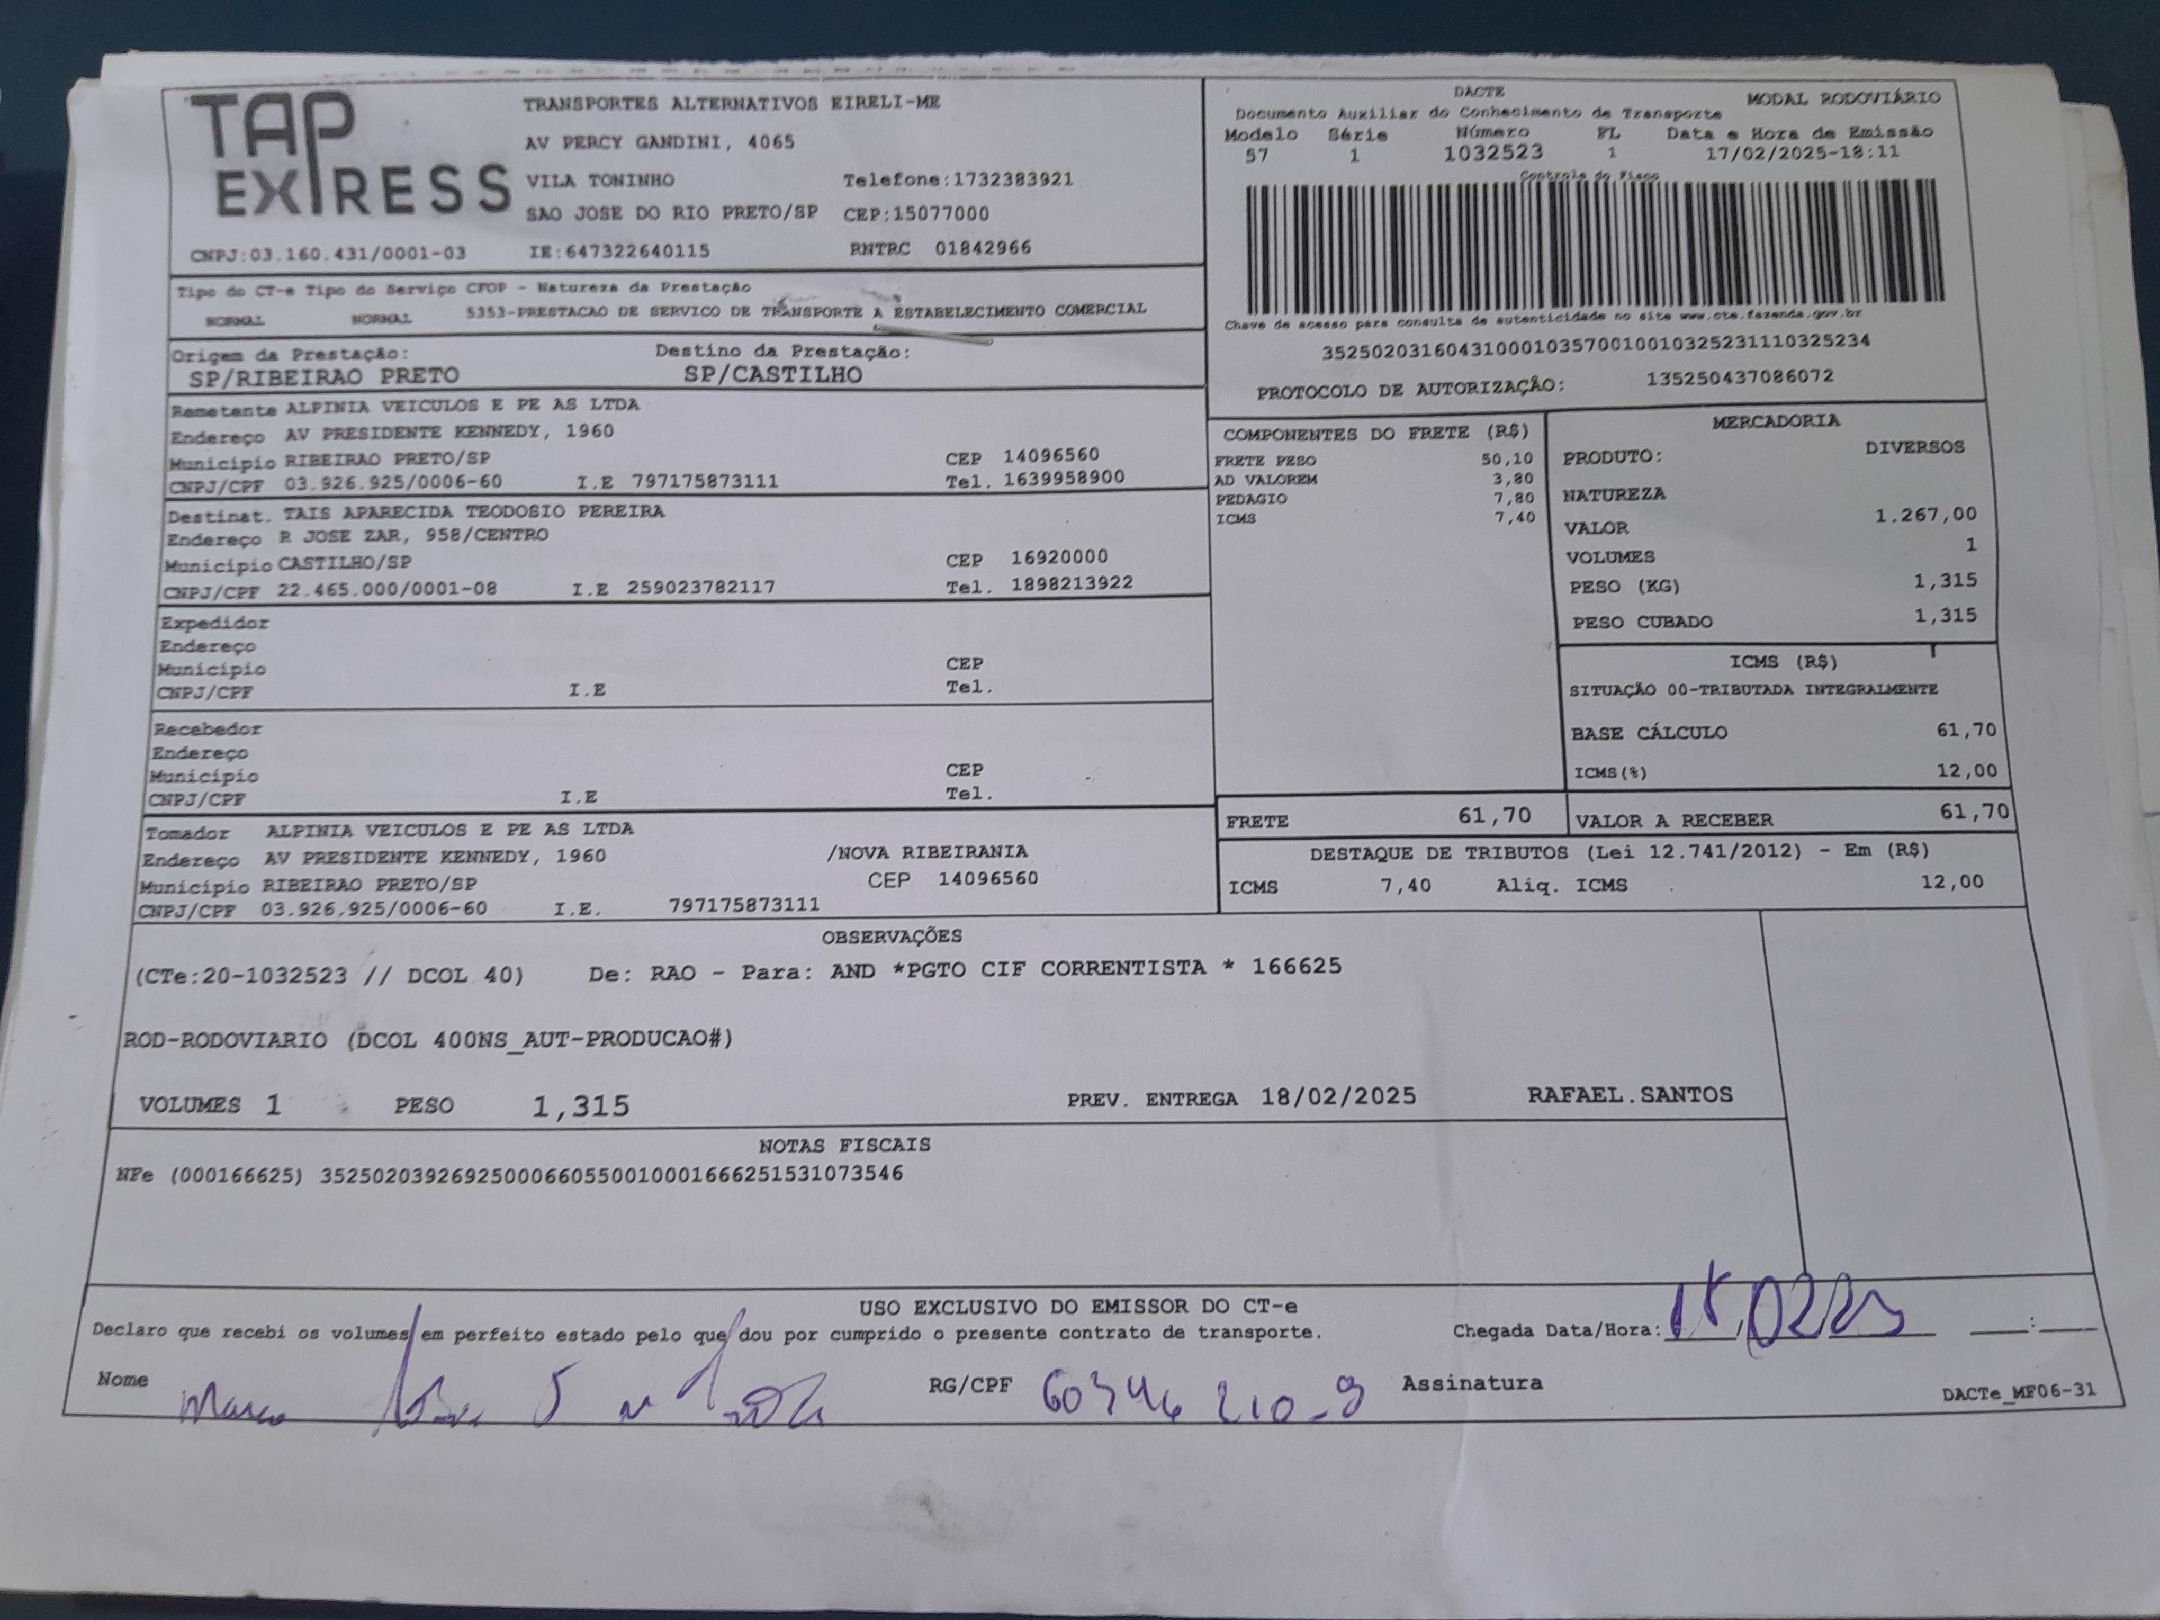 TAP EXPRESS
TRANSPORTES ALTERNATIVOS EIRELI-ME
AV PERCY GANDINI, 4065
VILA TONINHO Telefone:1732383921
SAO JOSE DO RIO PRETO/SP CEP:15077000
CNPJ:03.160.431/0001-03 IE:647322640115 RNTRC 01842966
DACTE
Documento Auxiliar do Conhecimento de Transporte MODAL RODOVIÁRIO
Modelo Série Número FL Data e Hora de Emissão
57 1 1032523 1 17/02/2025-18:11
Controle do Fisco
Chave de acesso para consulta de autenticidade no site www.cte.fazenda.gov.br
35250203160431000103570010010325231110325234
PROTOCOLO DE AUTORIZAÇÃO: 135250437086072
Tipo do CT-e Tipo do Serviço CFOP - Natureza da Prestação
NORMAL NORMAL 5353-PRESTACAO DE SERVICO DE TRANSPORTE A ESTABELECIMENTO COMERCIAL
Origem da Prestação: Destino da Prestação:
SP/RIBEIRAO PRETO SP/CASTILHO
Remetente ALPINIA VEICULOS E PE AS LTDA
Endereço AV PRESIDENTE KENNEDY, 1960
Município RIBEIRAO PRETO/SP CEP 14096560
CNPJ/CPF 03.926.925/0006-60 I.E 797175873111 Tel. 1639958900
Destinat. TAIS APARECIDA TEODOSIO PEREIRA
Endereço R JOSE ZAR, 958/CENTRO
Município CASTILHO/SP CEP 16920000
CNPJ/CPF 22.465.000/0001-08 I.E 259023782117 Tel. 1898213922
Expedidor
Endereço
Município CEP
CNPJ/CPF I.E Tel.
Recebedor
Endereço
Município CEP
CNPJ/CPF I.E Tel.
Tomador ALPINIA VEICULOS E PE AS LTDA
Endereço AV PRESIDENTE KENNEDY, 1960 /NOVA RIBEIRANIA
Município RIBEIRAO PRETO/SP CEP 14096560
CNPJ/CPF 03.926.925/0006-60 I.E. 797175873111
COMPONENTES DO FRETE (R$)
FRETE PESO 50,10
AD VALOREM 3,80
PEDAGIO 7,80
ICMS 7,40
MERCADORIA
PRODUTO: DIVERSOS
NATUREZA
VALOR 1.267,00
VOLUMES 1
PESO (KG) 1,315
PESO CUBADO 1,315
ICMS (R$)
SITUAÇÃO 00-TRIBUTADA INTEGRALMENTE
BASE CÁLCULO 61,70
ICMS(%) 12,00
FRETE 61,70 VALOR A RECEBER 61,70
DESTAQUE DE TRIBUTOS (Lei 12.741/2012) - Em (R$)
ICMS 7,40 Aliq. ICMS 12,00
OBSERVAÇÕES
(CTe:20-1032523 // DCOL 40) De: RAO - Para: AND *PGTO CIF CORRENTISTA * 166625
ROD-RODOVIARIO (DCOL 400NS_AUT-PRODUCAO#)
VOLUMES 1 PESO 1,315 PREV. ENTREGA 18/02/2025 RAFAEL.SANTOS
NOTAS FISCAIS
NFe (000166625) 35250203926925000660550010001666251531073546
USO EXCLUSIVO DO EMISSOR DO CT-e
Declaro que recebi os volumes em perfeito estado pelo que dou por cumprido o presente contrato de transporte. Chegada Data/Hora: ___:___
Nome RG/CPF Assinatura
DACTe_MF06-31